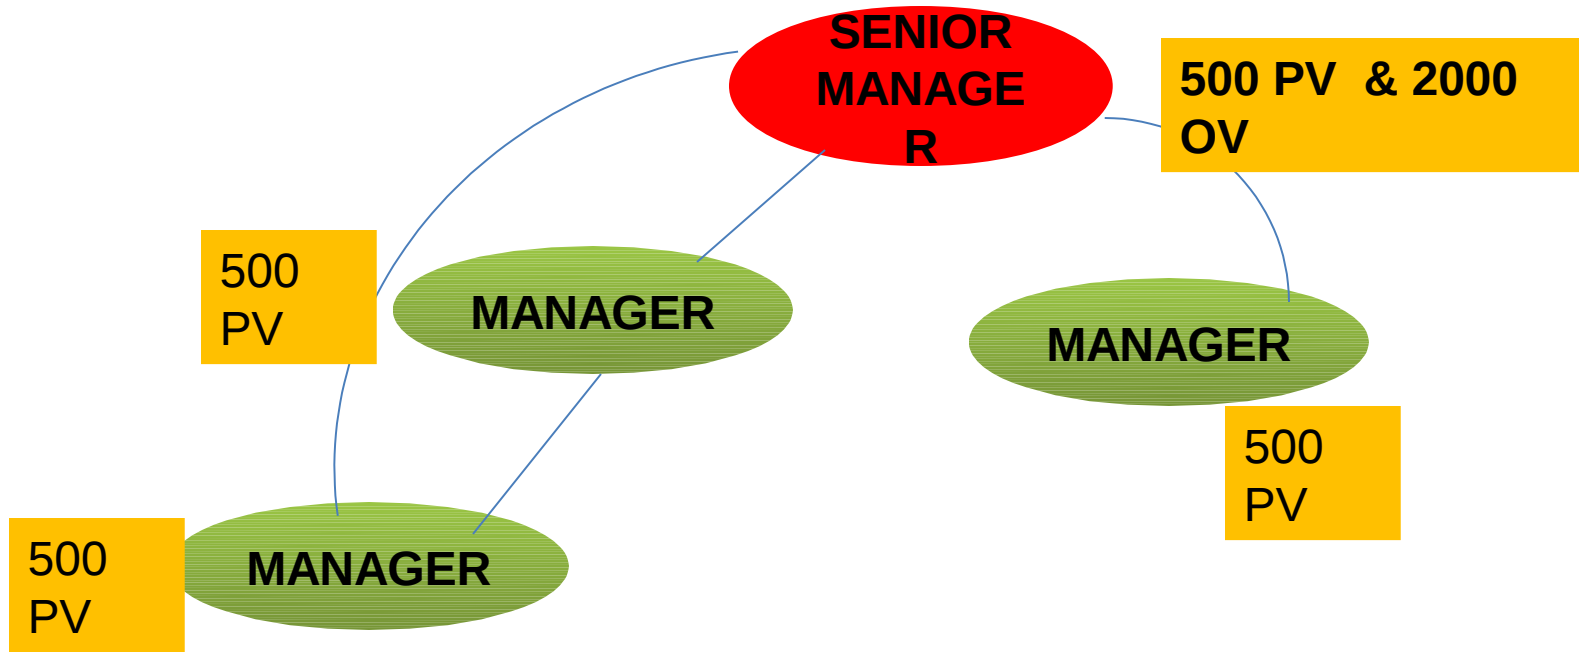 SENIOR
MANAGE
R
500 PV  & 2000
OV
500
PV
MANAGER
MANAGER
500
PV
500
PV
MANAGER